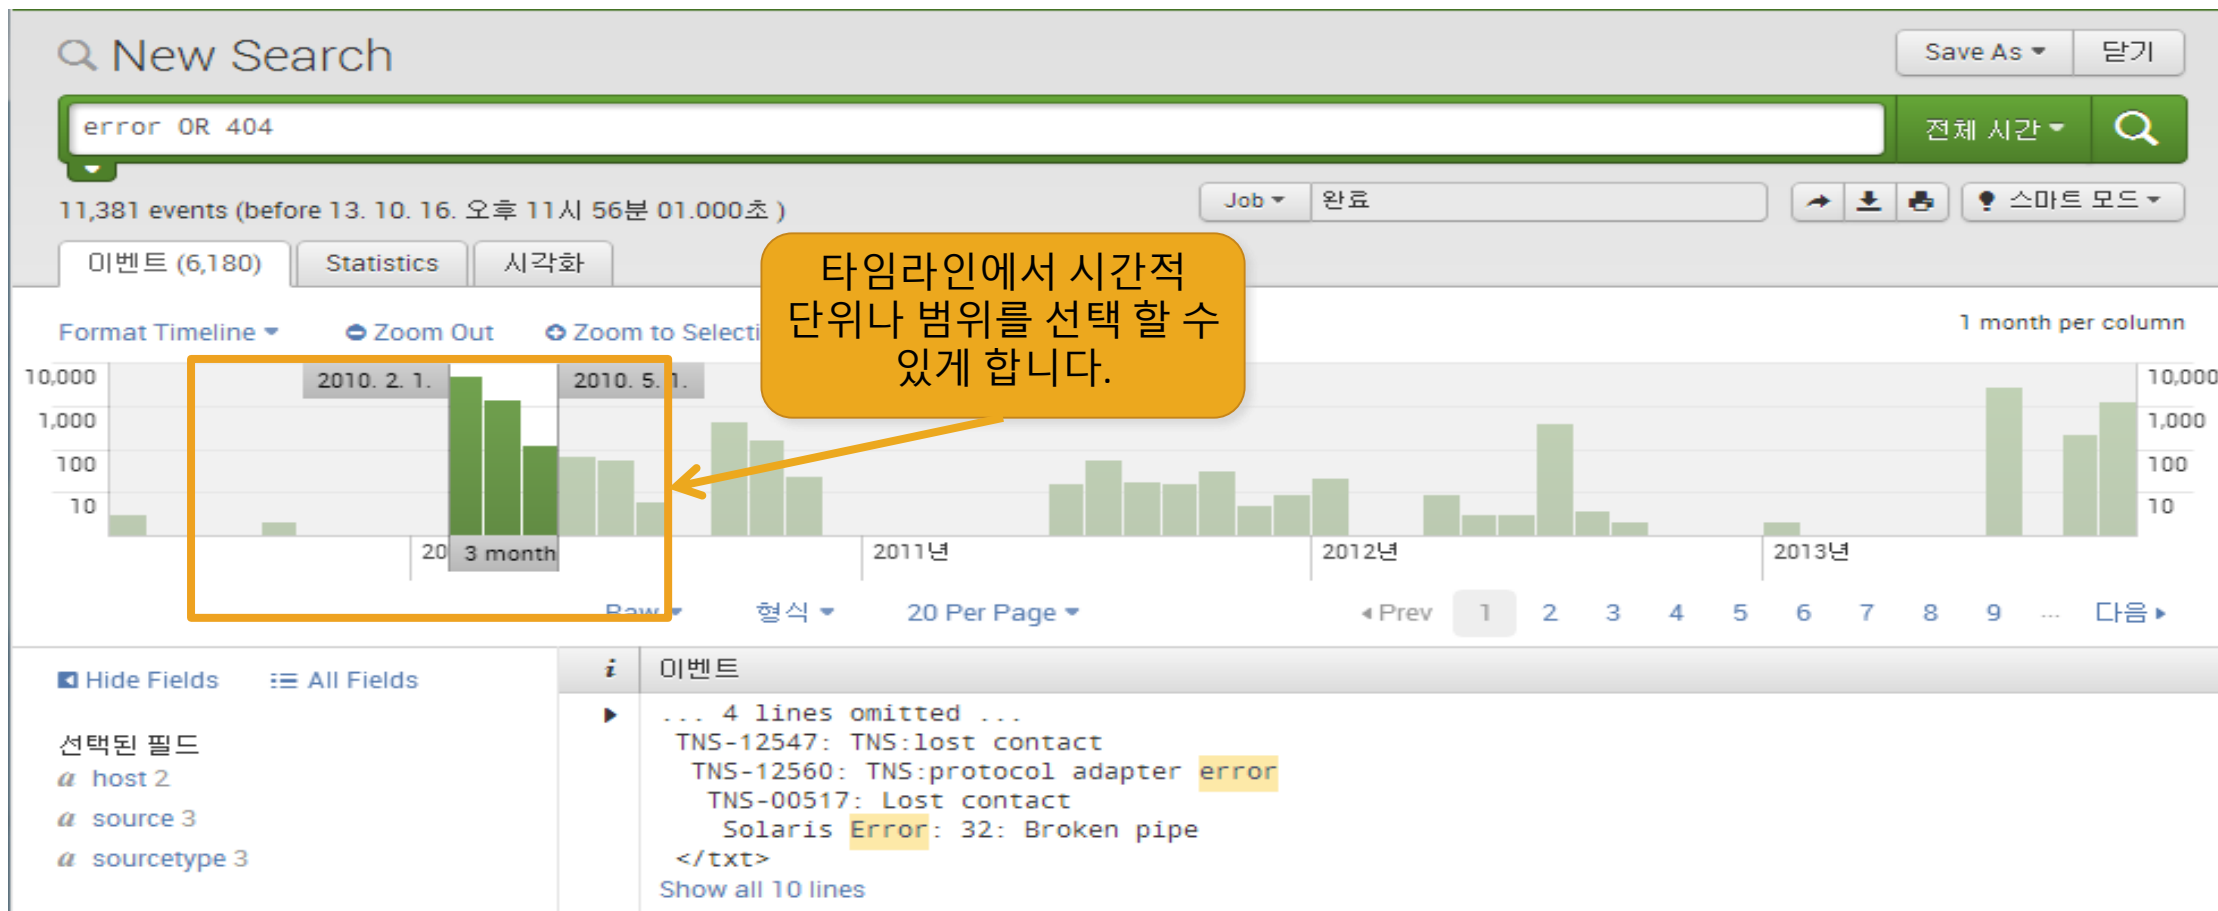 New Search
Save As
닫기
error OR 404
전체 시간
11,381 events (before 13. 10. 16. 오후 11시 56분 01.000초 )
Job
완료
스마트 모드
이벤트 (6,180)
Statistics
시각화
타임라인에서 시간적
단위나 범위를 선택 할 수
있게 합니다.
Format Timeline
Zoom Out
Zoom to Selecti
1 month per column
10,000
1,000
100
10
2010. 2. 1.
2010. 5. 1.
10,000
1,000
100
10
20
3 month
2011년
2012년
2013년
Raw
형식
20 Per Page
Prev 1 2 3 4 5 6 7 8 9 ... 다음
Hide Fields
All Fields
i
이벤트
선택된 필드
a host 2
a source 3
a sourcetype 3
... 4 lines omitted ...
TNS-12547: TNS:lost contact
TNS-12560: TNS:protocol adapter error
TNS-00517: Lost contact
Solaris Error: 32: Broken pipe
</txt>
Show all 10 lines